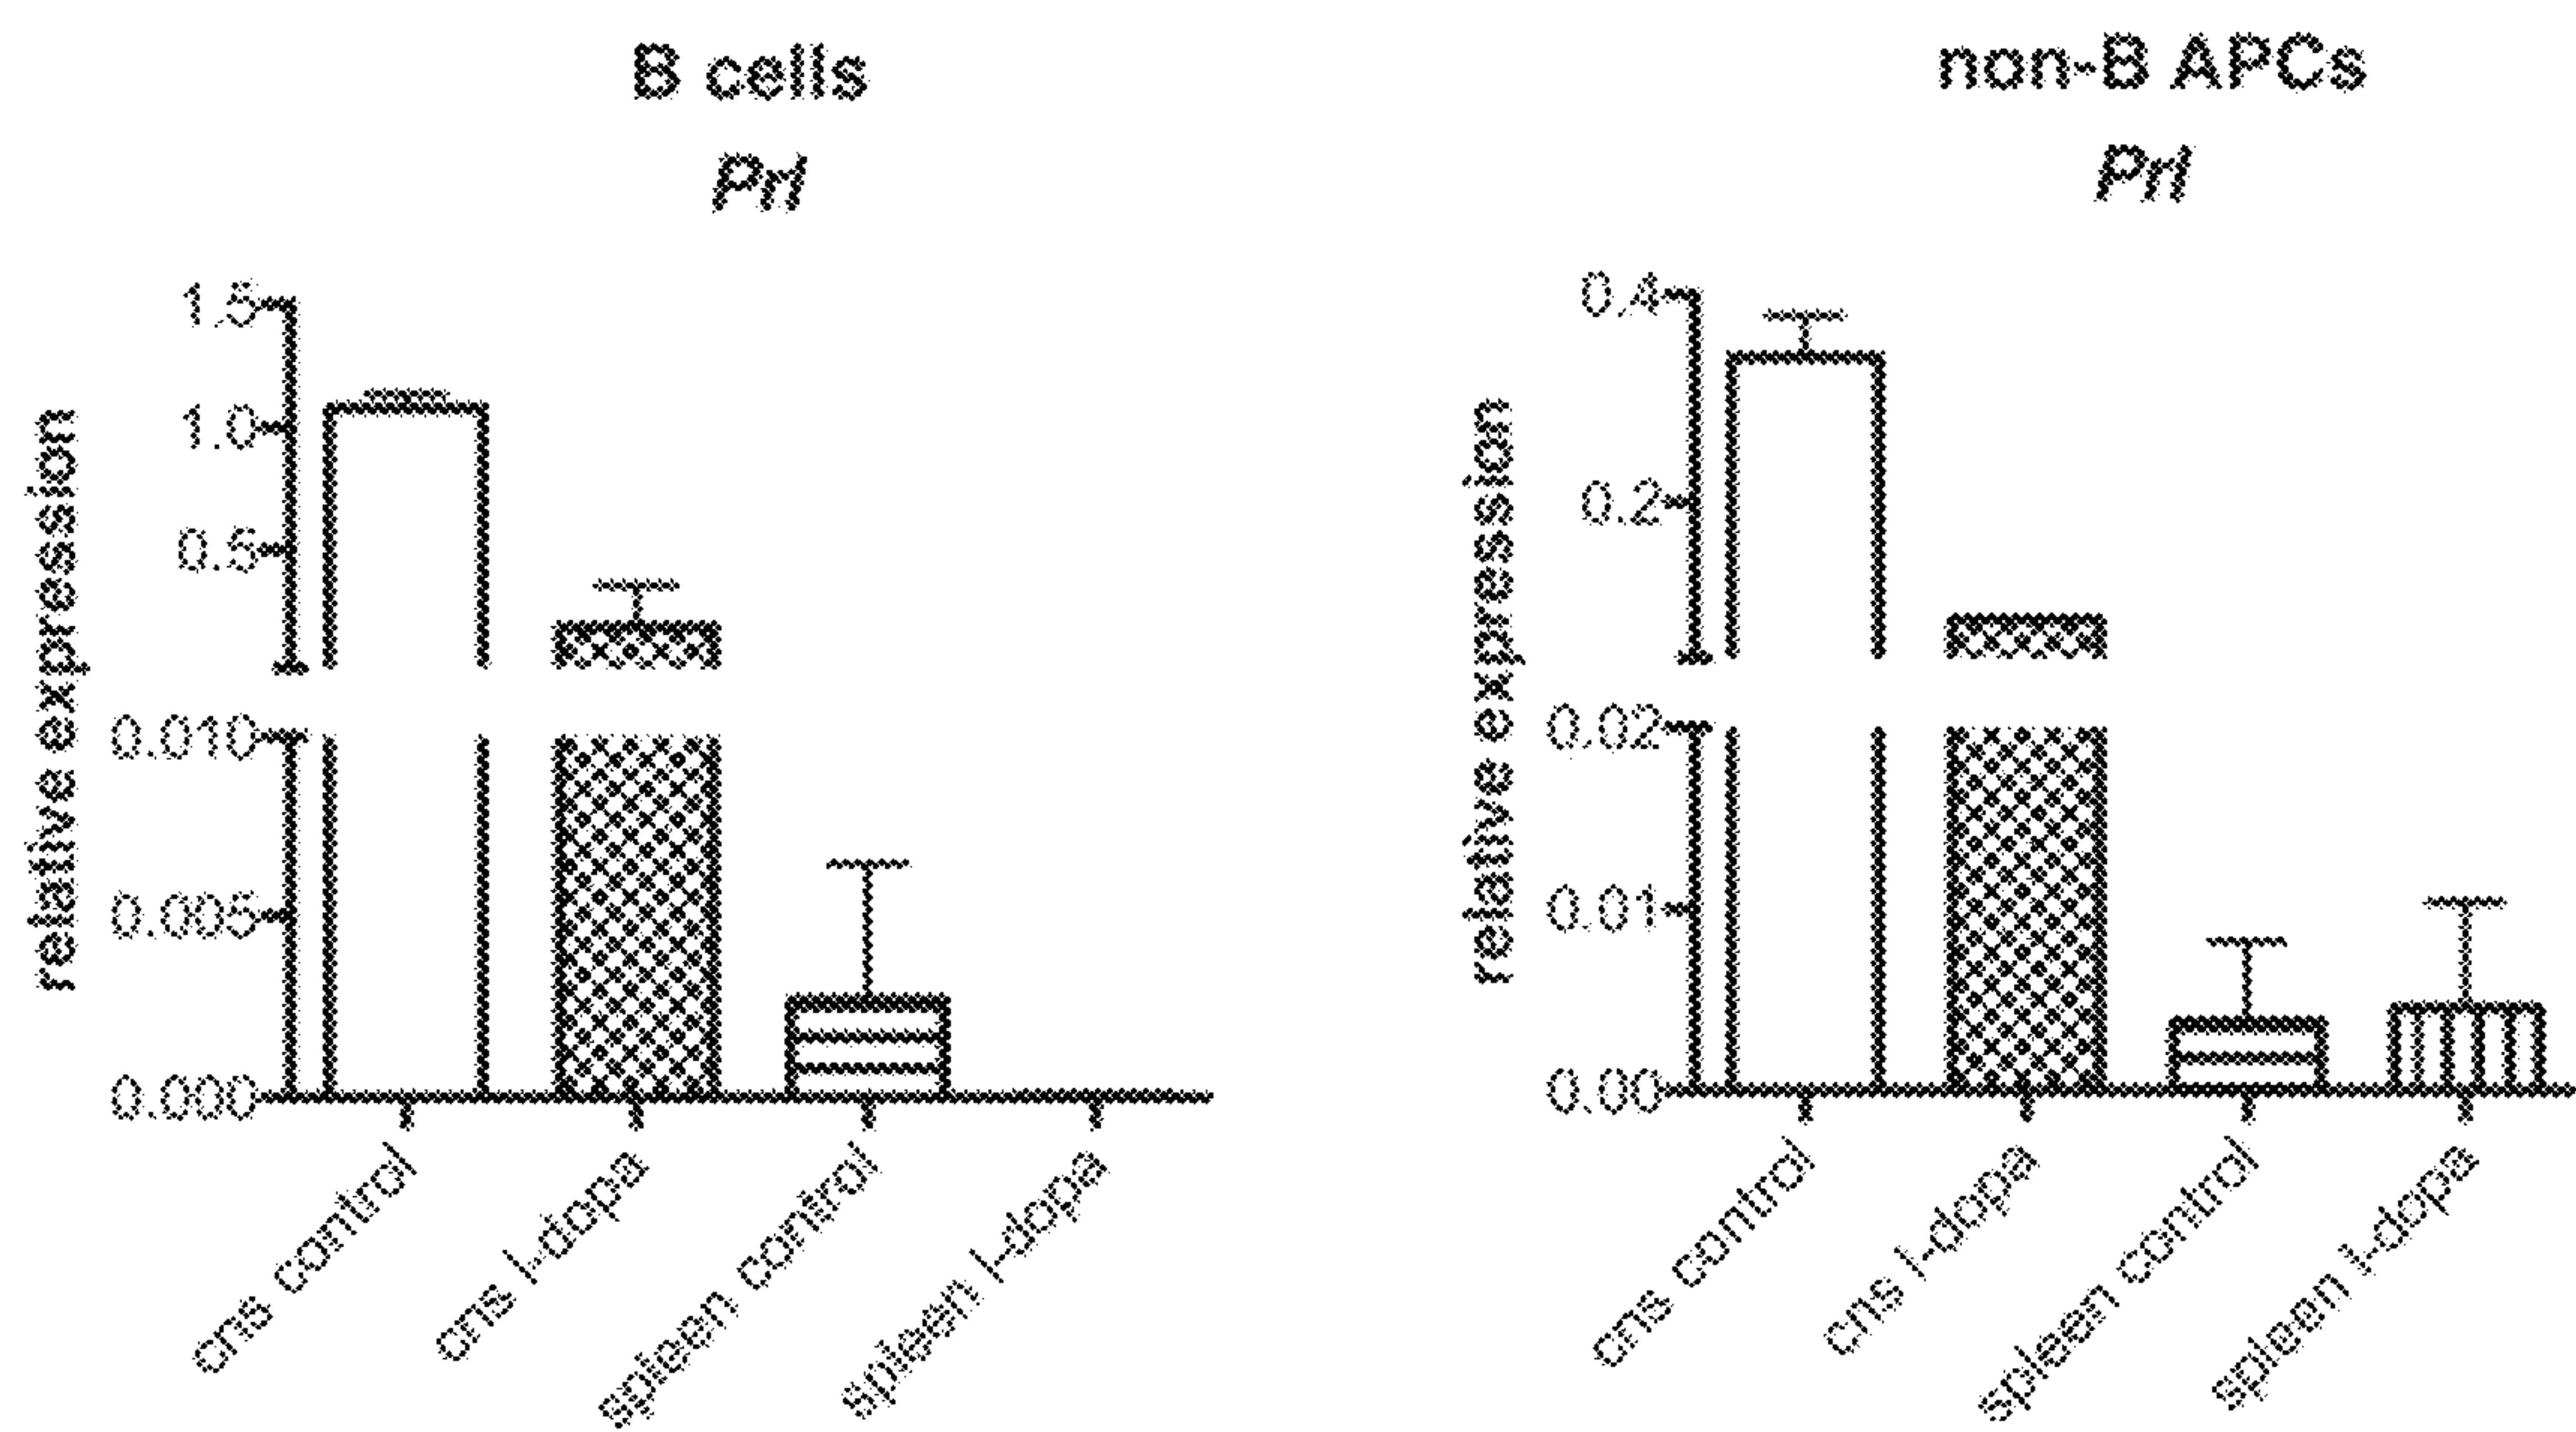 B cells
Prl
relative expression
1.5
1.0
0.5
0.010
0.005
0.000
cns control
cns l-dopa
spleen control
spleen l-dopa
non-B APCs
Prl
relative expression
0.4
0.2
0.02
0.01
0.00
cns control
cns l-dopa
spleen control
spleen l-dopa